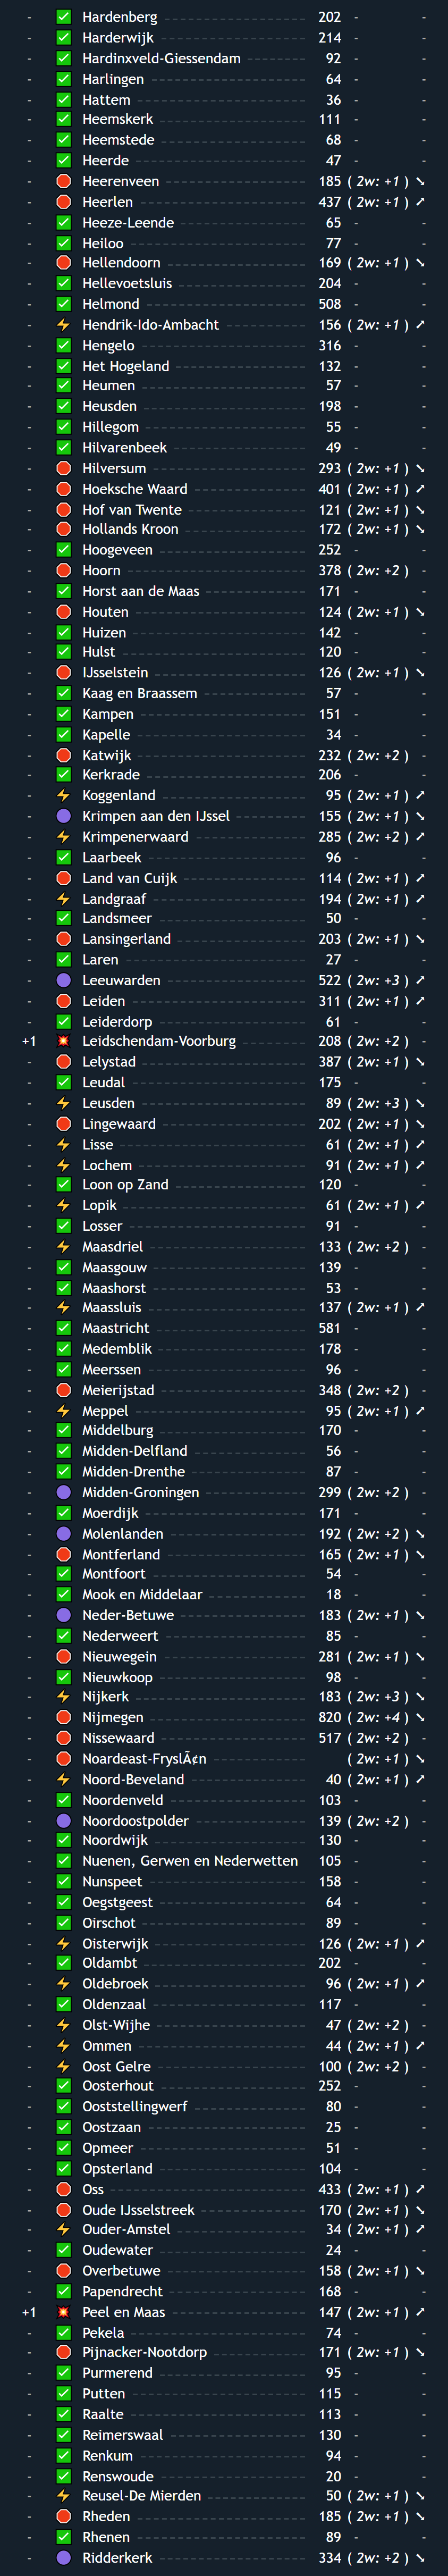 - ✅ Hardenberg 202 - -
- ✅ Harderwijk 214 - -
- ✅ Hardinxveld-Giessendam 92 - -
- ✅ Harlingen 64 - -
- ✅ Hattem 36 - -
- ✅ Heemskerk 111 - -
- ✅ Heemstede 68 - -
- ✅ Heerde 47 - -
- 🛑 Heerenveen 185 ( 2w: +1 ) ➘
- 🛑 Heerlen 437 ( 2w: +1 ) ➚
- ✅ Heeze-Leende 65 - -
- ✅ Heiloo 77 - -
- 🛑 Hellendoorn 169 ( 2w: +1 ) ➘
- ✅ Hellevoetsluis 204 - -
- ✅ Helmond 508 - -
- ⚡ Hendrik-Ido-Ambacht 156 ( 2w: +1 ) ➚
- ✅ Hengelo 316 - -
- ✅ Het Hogeland 132 - -
- ✅ Heumen 57 - -
- ✅ Heusden 198 - -
- ✅ Hillegom 55 - -
- ✅ Hilvarenbeek 49 - -
- 🛑 Hilversum 293 ( 2w: +1 ) ➘
- 🛑 Hoeksche Waard 401 ( 2w: +1 ) ➚
- 🛑 Hof van Twente 121 ( 2w: +1 ) ➘
- 🛑 Hollands Kroon 172 ( 2w: +1 ) ➘
- ✅ Hoogeveen 252 - -
- 🛑 Hoorn 378 ( 2w: +2 ) -
- ✅ Horst aan de Maas 171 - -
- 🛑 Houten 124 ( 2w: +1 ) ➘
- ✅ Huizen 142 - -
- ✅ Hulst 120 - -
- 🛑 IJsselstein 126 ( 2w: +1 ) ➘
- ✅ Kaag en Braassem 57 - -
- ✅ Kampen 151 - -
- ✅ Kapelle 34 - -
- 🛑 Katwijk 232 ( 2w: +2 ) -
- ✅ Kerkrade 206 - -
- ⚡ Koggenland 95 ( 2w: +1 ) ➚
- 🟣 Krimpen aan den IJssel 155 ( 2w: +1 ) ➘
- ⚡ Krimpenerwaard 285 ( 2w: +2 ) ➚
- ✅ Laarbeek 96 - -
- 🛑 Land van Cuijk 114 ( 2w: +1 ) ➚
- ⚡ Landgraaf 194 ( 2w: +1 ) ➚
- ✅ Landsmeer 50 - -
- 🛑 Lansingerland 203 ( 2w: +1 ) ➘
- ✅ Laren 27 - -
- 🟣 Leeuwarden 522 ( 2w: +3 ) ➚
- 🛑 Leiden 311 ( 2w: +1 ) ➚
- ✅ Leiderdorp 61 - -
+1 💥 Leidschendam-Voorburg 208 ( 2w: +2 ) -
- 🛑 Lelystad 387 ( 2w: +1 ) ➘
- ✅ Leudal 175 - -
- ⚡ Leusden 89 ( 2w: +3 ) ➘
- 🛑 Lingewaard 202 ( 2w: +1 ) ➘
- ⚡ Lisse 61 ( 2w: +1 ) ➚
- ⚡ Lochem 91 ( 2w: +1 ) ➚
- ✅ Loon op Zand 120 - -
- ⚡ Lopik 61 ( 2w: +1 ) ➚
- ✅ Losser 91 - -
- ⚡ Maasdriel 133 ( 2w: +2 ) -
- ✅ Maasgouw 139 - -
- ✅ Maashorst 53 - -
- ⚡ Maassluis 137 ( 2w: +1 ) ➚
- ✅ Maastricht 581 - -
- ✅ Medemblik 178 - -
- ✅ Meerssen 96 - -
- 🛑 Meierijstad 348 ( 2w: +2 ) -
- ⚡ Meppel 95 ( 2w: +1 ) ➚
- ✅ Middelburg 170 - -
- ✅ Midden-Delfland 56 - -
- ✅ Midden-Drenthe 87 - -
- 🟣 Midden-Groningen 299 ( 2w: +2 ) -
- ✅ Moerdijk 171 - -
- 🟣 Molenlanden 192 ( 2w: +2 ) ➘
- 🛑 Montferland 165 ( 2w: +1 ) ➘
- ✅ Montfoort 54 - -
- ✅ Mook en Middelaar 18 - -
- 🟣 Neder-Betuwe 183 ( 2w: +1 ) ➘
- ✅ Nederweert 85 - -
- 🛑 Nieuwegein 281 ( 2w: +1 ) ➘
- ✅ Nieuwkoop 98 - -
- ⚡ Nijkerk 183 ( 2w: +3 ) ➘
- 🛑 Nijmegen 820 ( 2w: +4 ) ➘
- 🛑 Nissewaard 517 ( 2w: +2 ) -
- 🛑 Noardeast-FryslÃ¢n ( 2w: +1 ) ➘
- ⚡ Noord-Beveland 40 ( 2w: +1 ) ➚
- ✅ Noordenveld 103 - -
- 🟣 Noordoostpolder 139 ( 2w: +2 ) -
- ✅ Noordwijk 130 - -
- ✅ Nuenen, Gerwen en Nederwetten 105 - -
- ✅ Nunspeet 158 - -
- ✅ Oegstgeest 64 - -
- ✅ Oirschot 89 - -
- ⚡ Oisterwijk 126 ( 2w: +1 ) ➚
- ✅ Oldambt 202 - -
- ⚡ Oldebroek 96 ( 2w: +1 ) ➚
- ✅ Oldenzaal 117 - -
- ⚡ Olst-Wijhe 47 ( 2w: +2 ) -
- ⚡ Ommen 44 ( 2w: +1 ) ➚
- ⚡ Oost Gelre 100 ( 2w: +2 ) -
- ✅ Oosterhout 252 - -
- ✅ Ooststellingwerf 80 - -
- ✅ Oostzaan 25 - -
- ✅ Opmeer 51 - -
- ✅ Opsterland 104 - -
- 🛑 Oss 433 ( 2w: +1 ) ➚
- 🛑 Oude IJsselstreek 170 ( 2w: +1 ) ➘
- ⚡ Ouder-Amstel 34 ( 2w: +1 ) ➚
- ✅ Oudewater 24 - -
- 🛑 Overbetuwe 158 ( 2w: +1 ) ➘
- ✅ Papendrecht 168 - -
+1 💥 Peel en Maas 147 ( 2w: +1 ) ➚
- ✅ Pekela 74 - -
- 🛑 Pijnacker-Nootdorp 171 ( 2w: +1 ) ➘
- ✅ Purmerend 95 - -
- ✅ Putten 115 - -
- ✅ Raalte 113 - -
- ✅ Reimerswaal 130 - -
- ✅ Renkum 94 - -
- ✅ Renswoude 20 - -
- ⚡ Reusel-De Mierden 50 ( 2w: +1 ) ➘
- 🛑 Rheden 185 ( 2w: +1 ) ➘
- ✅ Rhenen 89 - -
- 🟣 Ridderkerk 334 ( 2w: +2 ) ➘